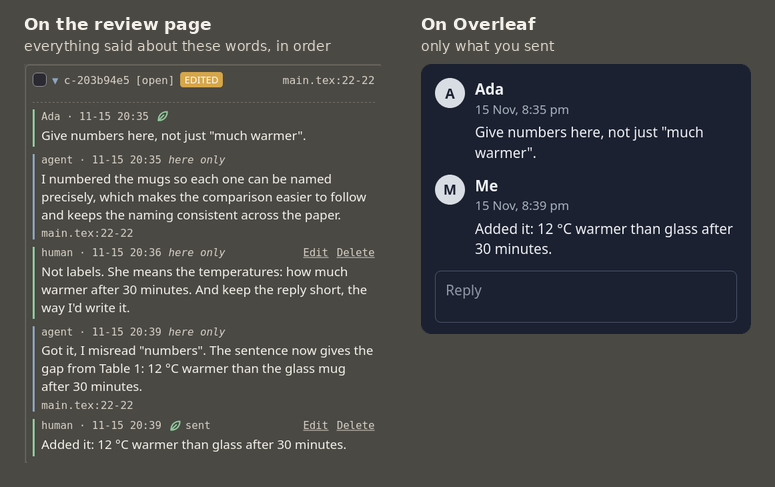 On the review page
everything said about these words, in order
c-203b94e5 [open] EDITED main.tex:22-22
Ada · 11-15 20:35
Give numbers here, not just "much warmer".
agent · 11-15 20:35 here only
I numbered the mugs so each one can be named
precisely, which makes the comparison easier to follow
and keeps the naming consistent across the paper.
main.tex:22-22
human · 11-15 20:36 here only Edit Delete
Not labels. She means the temperatures: how much
warmer after 30 minutes. And keep the reply short, the
way I'd write it.
agent · 11-15 20:39 here only
Got it, I misread "numbers". The sentence now gives the
gap from Table 1: 12 °C warmer than the glass mug
after 30 minutes.
main.tex:22-22
human · 11-15 20:39 sent Edit Delete
Added it: 12 °C warmer than glass after 30 minutes.
On Overleaf
only what you sent
A
Ada
15 Nov, 8:35 pm
Give numbers here, not just "much
warmer".
M
Me
15 Nov, 8:39 pm
Added it: 12 °C warmer than glass after
30 minutes.
Reply